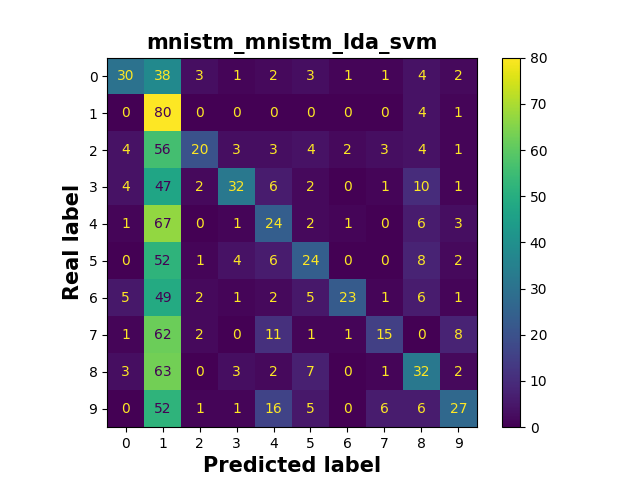 mnistm_mnistm_lda_svm
Real label
0 30 38 3 1 2 3 1 1 4 2
1 0 80 0 0 0 0 0 0 4 1
2 4 56 20 3 3 4 2 3 4 1
3 4 47 2 32 6 2 0 1 10 1
4 1 67 0 1 24 2 1 0 6 3
5 0 52 1 4 6 24 0 0 8 2
6 5 49 2 1 2 5 23 1 6 1
7 1 62 2 0 11 1 1 15 0 8
8 3 63 0 3 2 7 0 1 32 2
9 0 52 1 1 16 5 0 6 6 27
0 1 2 3 4 5 6 7 8 9
Predicted label
80
70
60
50
40
30
20
10
0